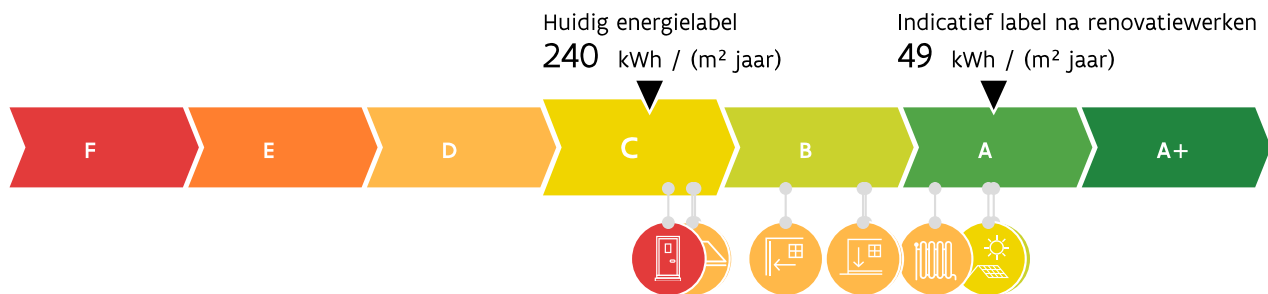 Huidig energielabel
240 kWh / (m² jaar)
Indicatief label na renovatiewerken
49 kWh / (m² jaar)
F E D C B A A+